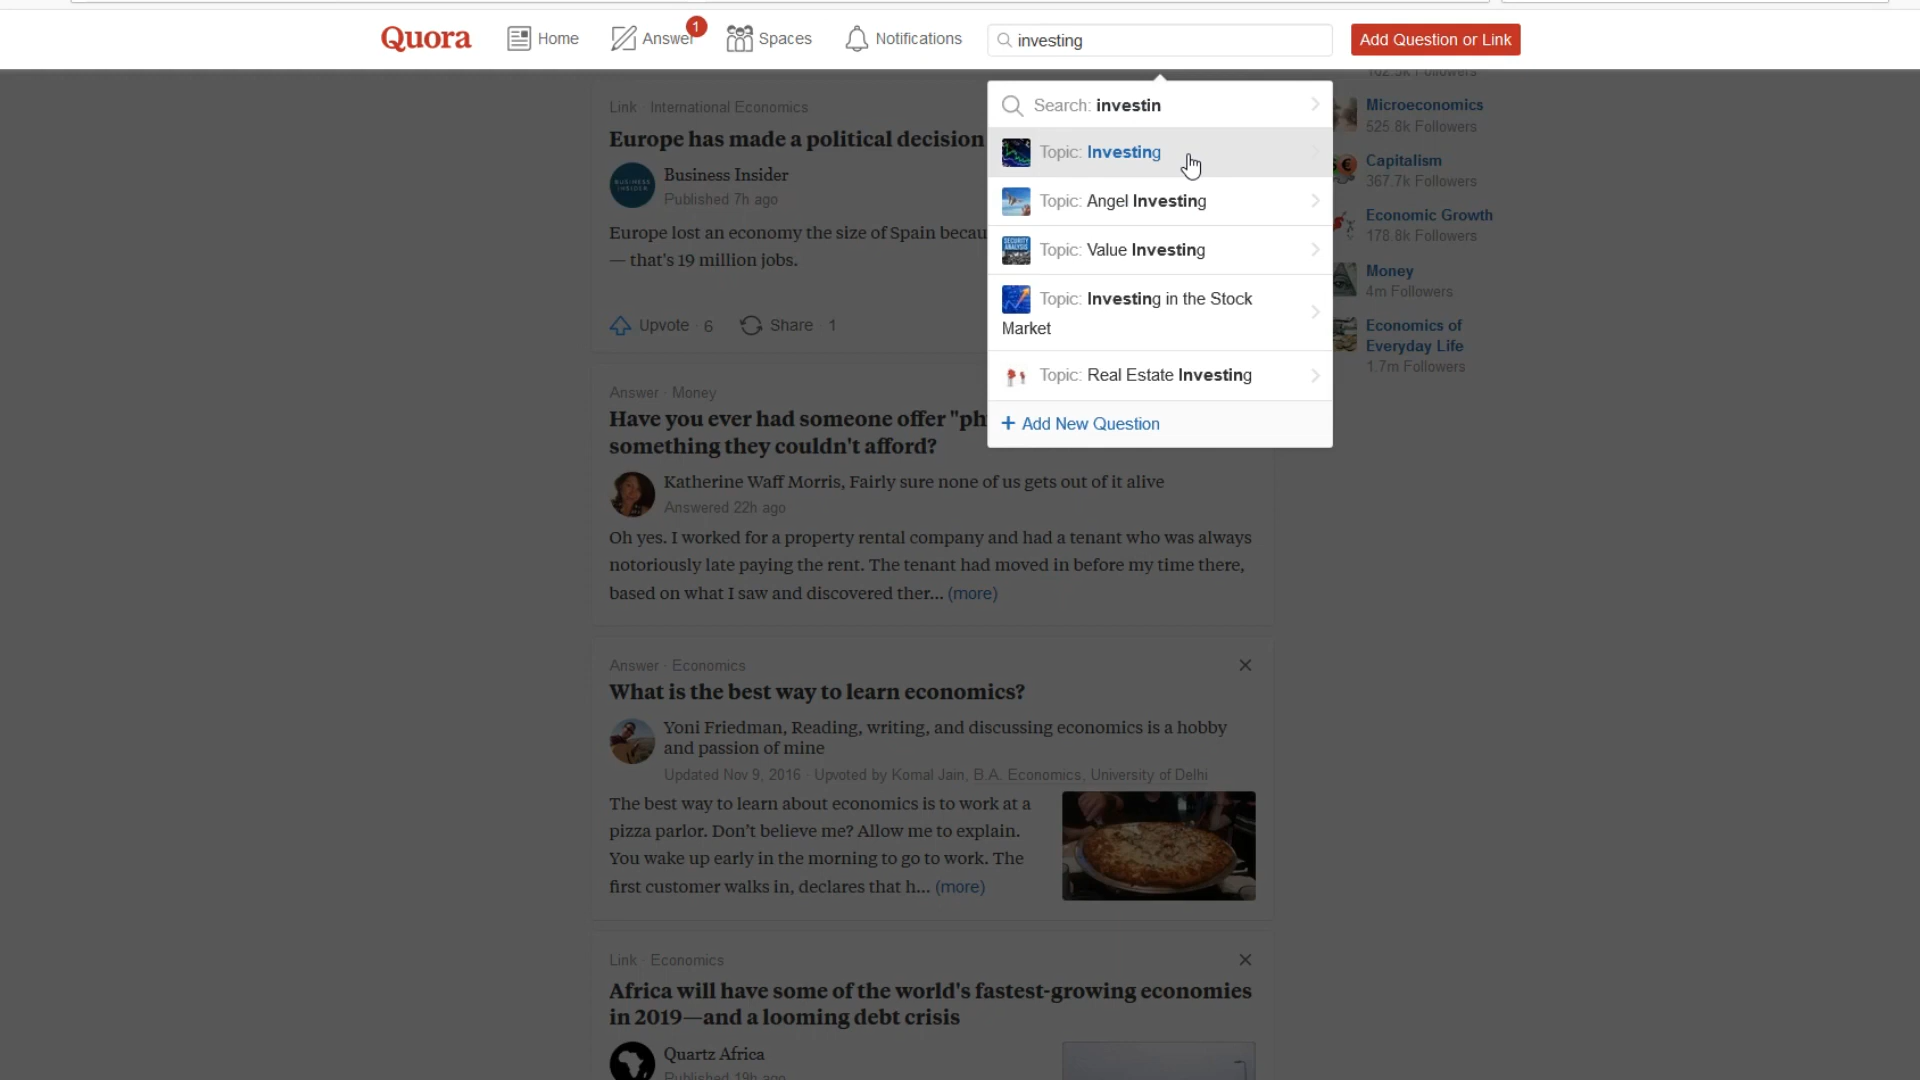 Quora
Home
Answer
1
Spaces
Notifications
investing
Add Question or Link
Search: investin
Topic: Investing
Topic: Angel Investing
Topic: Value Investing
Topic: Investing in the Stock
Market
Topic: Real Estate Investing
+ Add New Question
Link · International Economics
Europe has made a political decision
Business Insider
Published 7h ago
Europe lost an economy the size of Spain becau
— that's 19 million jobs.
Upvote · 6
Share · 1
Answer · Money
Have you ever had someone offer "ph
something they couldn't afford?
Katherine Waff Morris, Fairly sure none of us gets out of it alive
Answered 22h ago
Oh yes. I worked for a property rental company and had a tenant who was always
notoriously late paying the rent. The tenant had moved in before my time there,
based on what I saw and discovered ther... (more)
Answer · Economics
What is the best way to learn economics?
Yoni Friedman, Reading, writing, and discussing economics is a hobby
and passion of mine
Updated Nov 9, 2016 · Upvoted by Komal Jain, B.A. Economics, University of Delhi
The best way to learn about economics is to work at a
pizza parlor. Don't believe me? Allow me to explain.
You wake up early in the morning to go to work. The
first customer walks in, declares that h... (more)
Link · Economics
Africa will have some of the world's fastest-growing economies
in 2019—and a looming debt crisis
Quartz Africa
Published 19h ago
162.5k Followers
Microeconomics
525.8k Followers
Capitalism
367.7k Followers
Economic Growth
178.8k Followers
Money
4m Followers
Economics of
Everyday Life
1.7m Followers